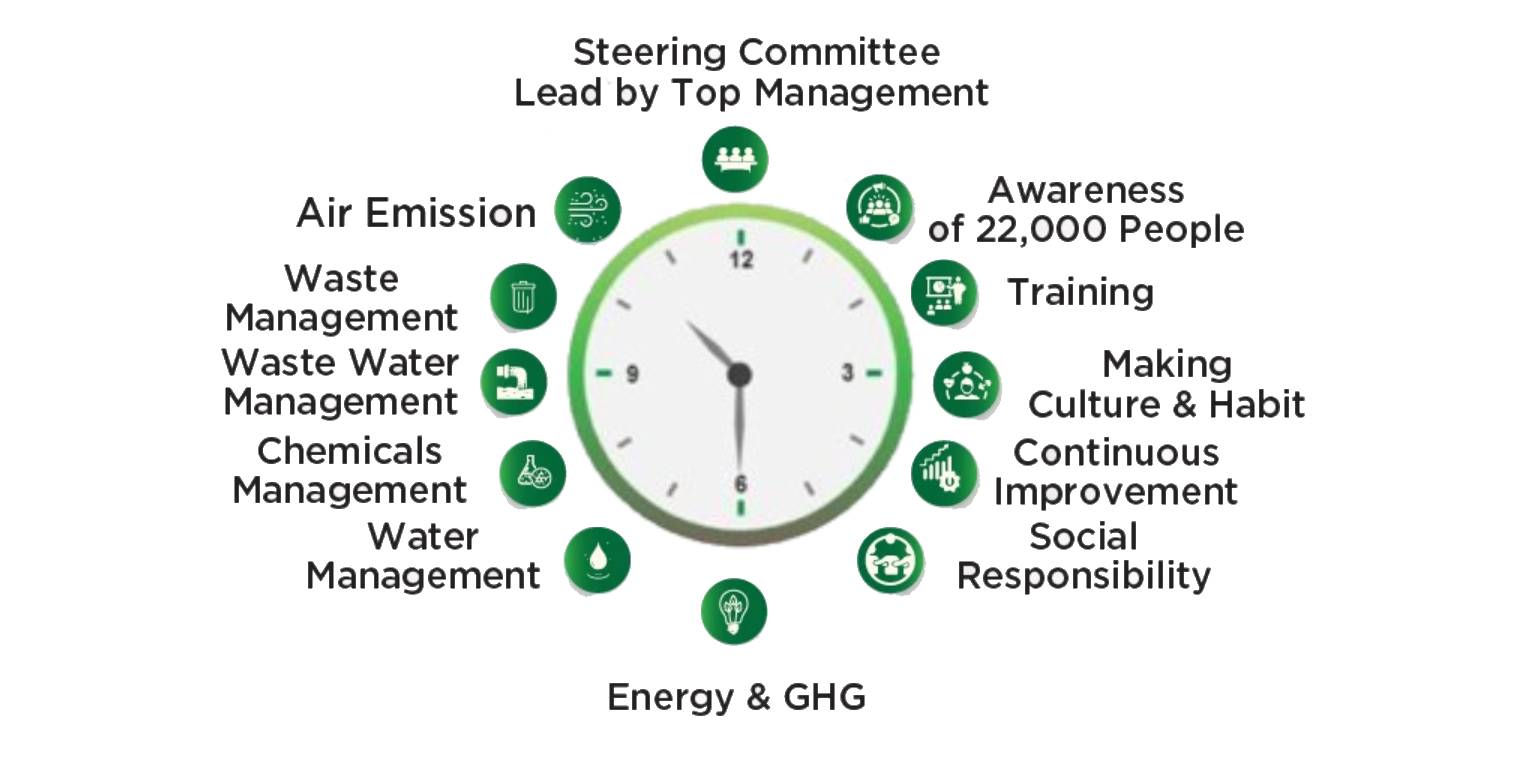 Steering Committee
Lead by Top Management
Air Emission
Awareness
of 22,000 People
Waste
Management
Training
Waste Water
Management
Making
Culture & Habit
Chemicals
Management
Continuous
Improvement
Water
Management
Social
Responsibility
Energy & GHG
12
9
3
6